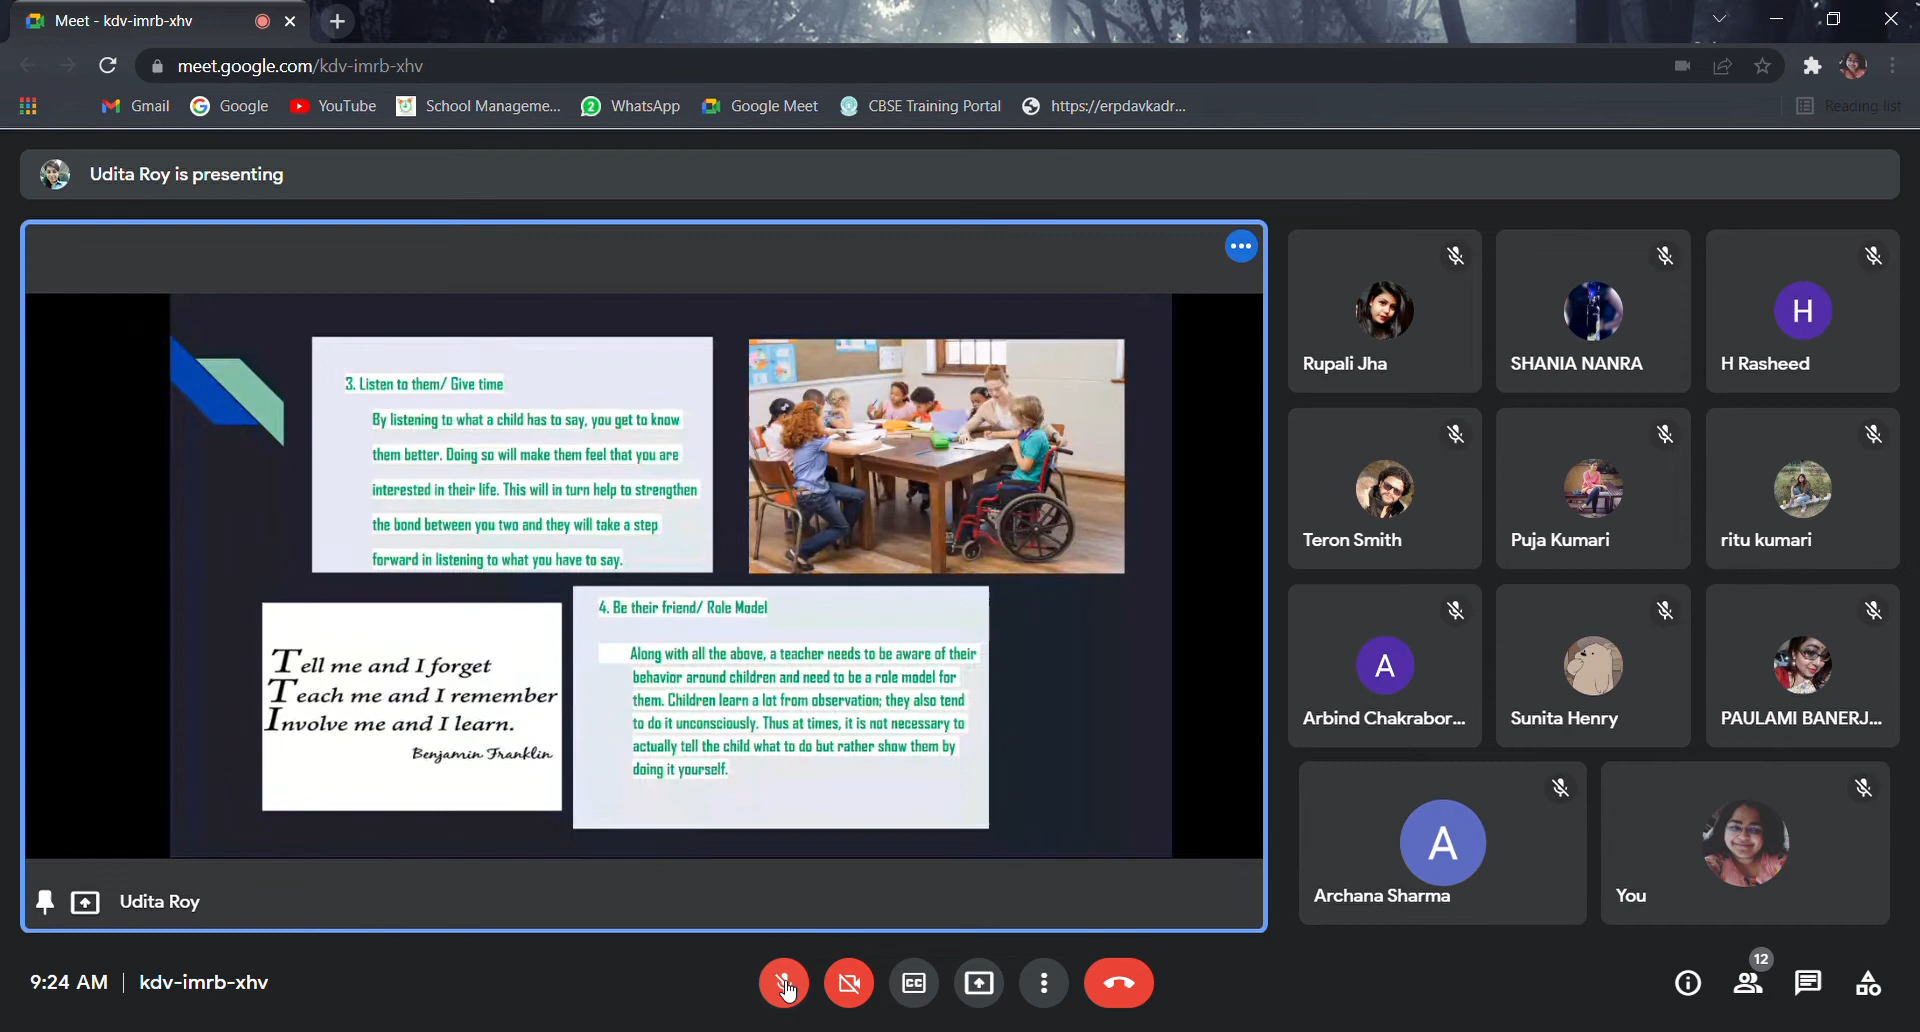 Meet - kdv-imrb-xhv
meet.google.com/kdv-imrb-xhv
Gmail
Google
YouTube
School Manageme...
2
WhatsApp
Google Meet
CBSE Training Portal
https://erpdavkadr...
Reading list
Udita Roy is presenting
3. Listen to them/ Give time
By listening to what a child has to say, you get to know
them better. Doing so will make them feel that you are
interested in their life. This will in turn help to strengthen
the bond between you two and they will take a step
forward in listening to what you have to say.
Tell me and I forget
Teach me and I remember
Involve me and I learn.
Benjamin Franklin
4. Be their friend/ Role Model
Along with all the above, a teacher needs to be aware of their
behavior around children and need to be a role model for
them. Children learn a lot from observation; they also tend
to do it unconsciously. Thus at times, it is not necessary to
actually tell the child what to do but rather show them by
doing it yourself.
Udita Roy
Rupali Jha
SHANIA NANRA
H
H Rasheed
Teron Smith
Puja Kumari
ritu kumari
A
Arbind Chakrabor...
Sunita Henry
PAULAMI BANERJ...
A
Archana Sharma
You
9:24 AM
kdv-imrb-xhv
CC
12